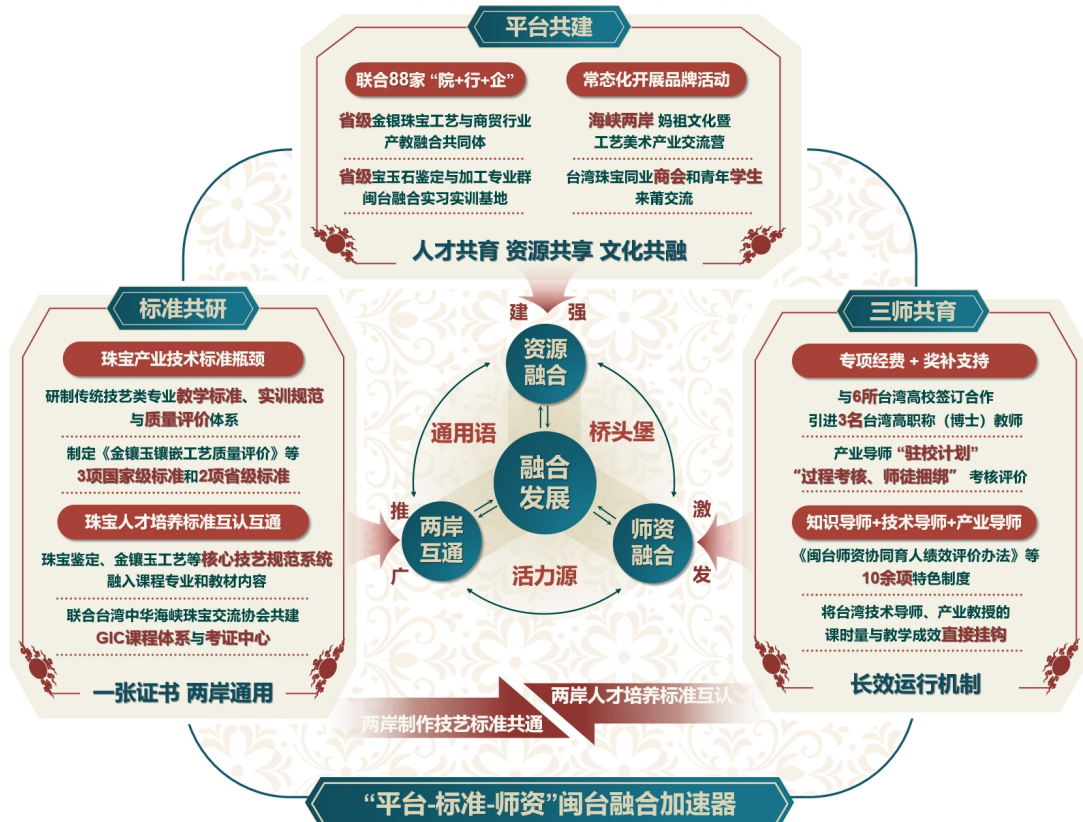 平台共建
联合88家 “院+行+企”
省级金银珠宝工艺与商贸行业
产教融合共同体
省级宝玉石鉴定与加工专业群
闽台融合实习实训基地
常态化开展品牌活动
海峡两岸 妈祖文化暨
工艺美术产业交流营
台湾珠宝同业商会和青年学生
来莆交流
人才共育 资源共享 文化共融
标准共研
珠宝产业技术标准瓶颈
研制传统技艺类专业教学标准、实训规范
与质量评价体系
制定《金镶玉镶嵌工艺质量评价》等
3项国家级标准和2项省级标准
珠宝人才培养标准互认互通
珠宝鉴定、金镶玉工艺等核心技艺规范系统
融入课程专业和教材内容
联合台湾中华海峡珠宝交流协会共建
GIC课程体系与考证中心
一张证书 两岸通用
建 强
资源
融合
通用语
桥头堡
融合
发展
推
广
两岸
互通
师资
融合
激
发
活力源
两岸人才培养标准互认
两岸制作技艺标准共通
三师共育
专项经费 + 奖补支持
与6所台湾高校签订合作
引进3名台湾高职称（博士）教师
产业导师 “驻校计划”
“过程考核、师徒捆绑” 考核评价
知识导师+技术导师+产业导师
《闽台师资协同育人绩效评价办法》等
10余项特色制度
将台湾技术导师、产业教授的
课时量与教学成效直接挂钩
长效运行机制
“平台-标准-师资”闽台融合加速器